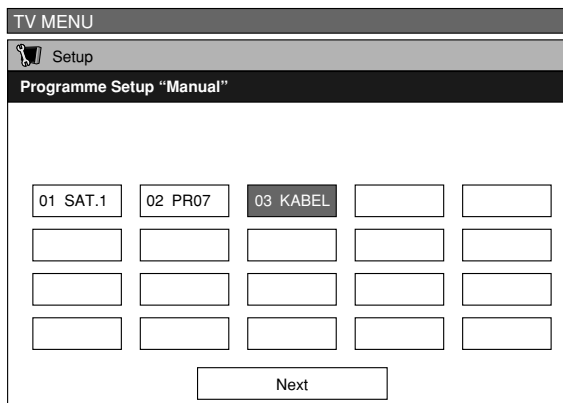 TV MENU
Setup
Programme Setup “Manual”
01 SAT.1 02 PR07 03 KABEL
Next